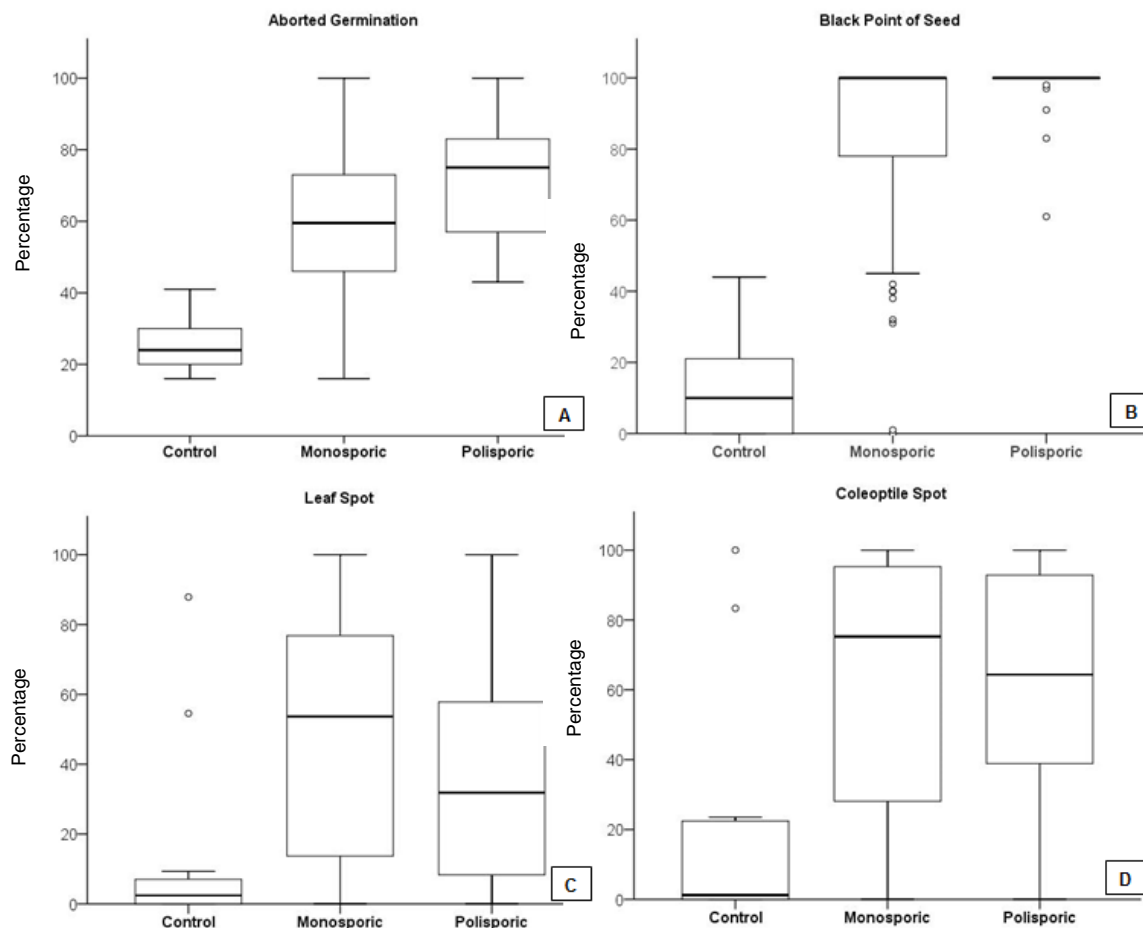 Aborted Germination
Percentage
100
80
60
40
20
0
Control Monosporic Polisporic
A
Black Point of Seed
Percentage
100
80
60
40
20
0
Control Monosporic Polisporic
B
Leaf Spot
Percentage
100
80
60
40
20
0
Control Monosporic Polisporic
C
Coleoptile Spot
Percentage
100
80
60
40
20
0
Control Monosporic Polisporic
D